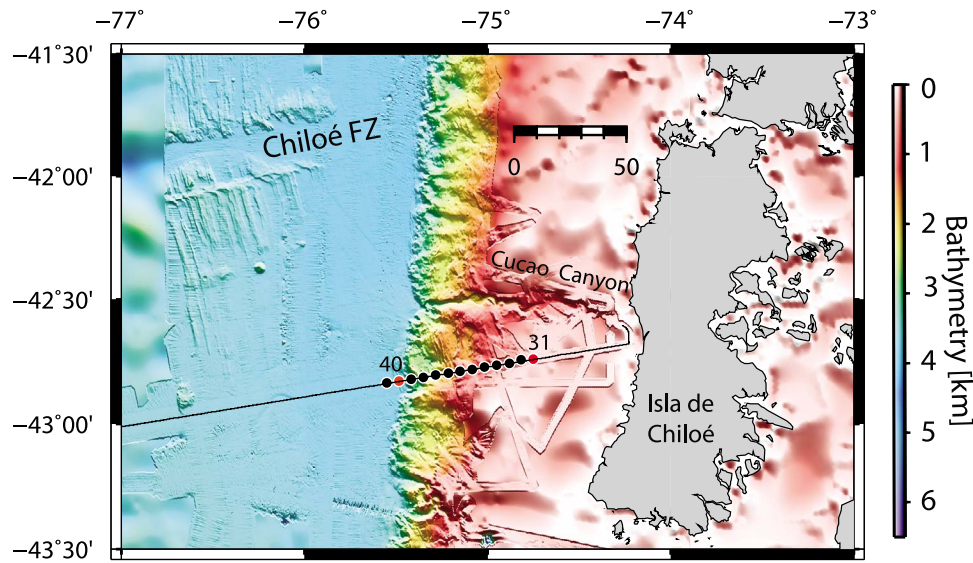 −77° −76° −75° −74° −73°
−41˚30'
−42˚00'
−42˚30'
−43˚00'
−43˚30'
Chiloé FZ
0 50
Cucao Canyon
40 31
Isla de
Chiloé
0
1
2
3
4
5
6
Bathymetry [km]